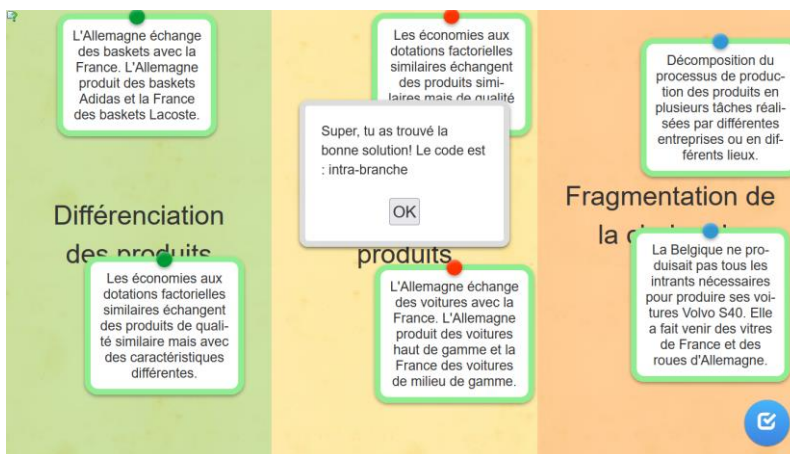 L'Allemagne échange
des baskets avec la
France. L'Allemagne
produit des baskets
Adidas et la France
des baskets Lacoste.
Différenciation
des produits
Les économies aux
dotations factorielles
similaires échangent
des produits de quali-
té similaire mais avec
des caractéristiques
différentes.
Les économies aux
dotations factorielles
similaires échangent
des produits simi-
laires mais de qualité
Super, tu as trouvé la
bonne solution! Le code est
: intra-branche
OK
produits
L'Allemagne échange
des voitures avec la
France. L'Allemagne
produit des voitures
haut de gamme et la
France des voitures
de milieu de gamme.
Décomposition du
processus de produc-
tion des produits en
plusieurs tâches réali-
sées par différentes
entreprises ou en dif-
férents lieux.
Fragmentation de
la
La Belgique ne pro-
duisait pas tous les
intrants nécessaires
pour produire ses voi-
tures Volvo S40. Elle
a fait venir des vitres
de France et des
roues d'Allemagne.